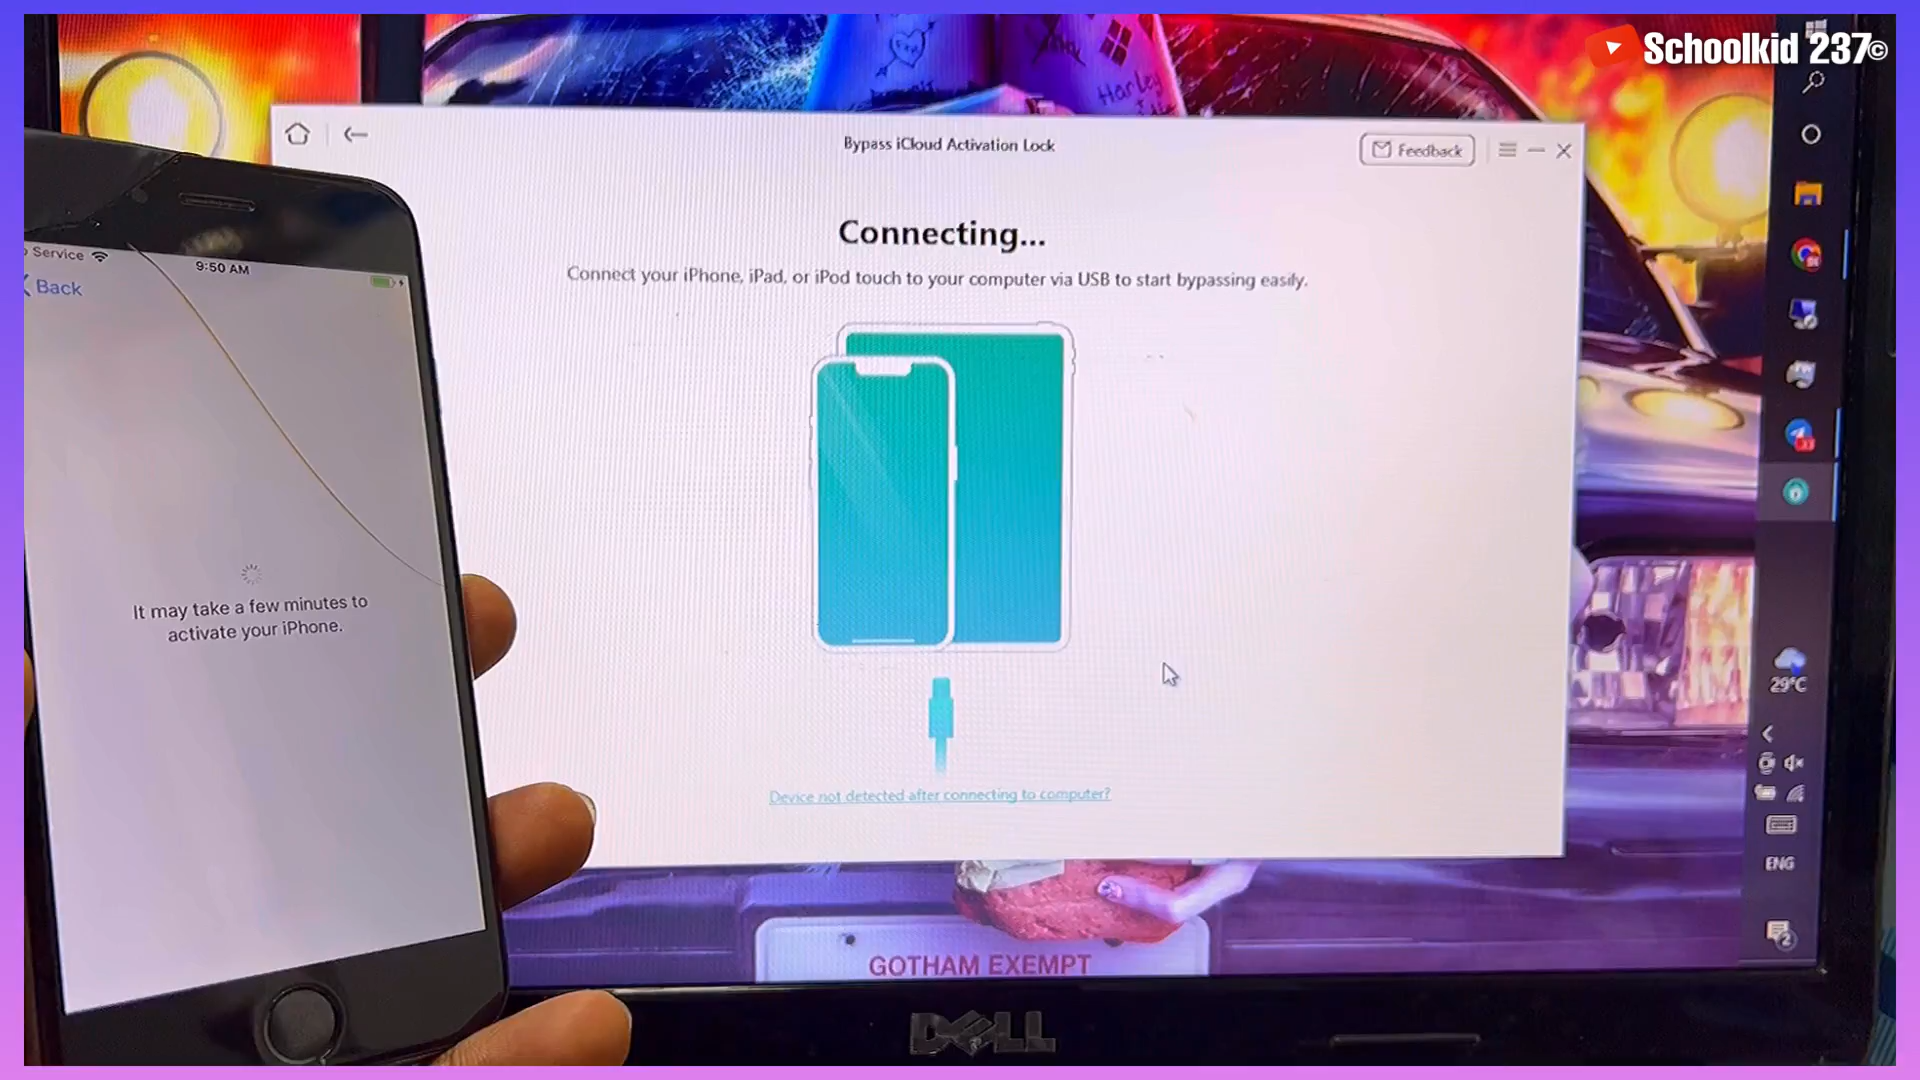 Schoolkid 237©
Bypass iCloud Activation Lock
Feedback
Connecting...
Connect your iPhone, iPad, or iPod touch to your computer via USB to start bypassing easily.
Device not detected after connecting to computer?
Service
9:50 AM
Back
It may take a few minutes to
activate your iPhone.
Harley
29°C
ENG
2
GOTHAM EXEMPT
DELL